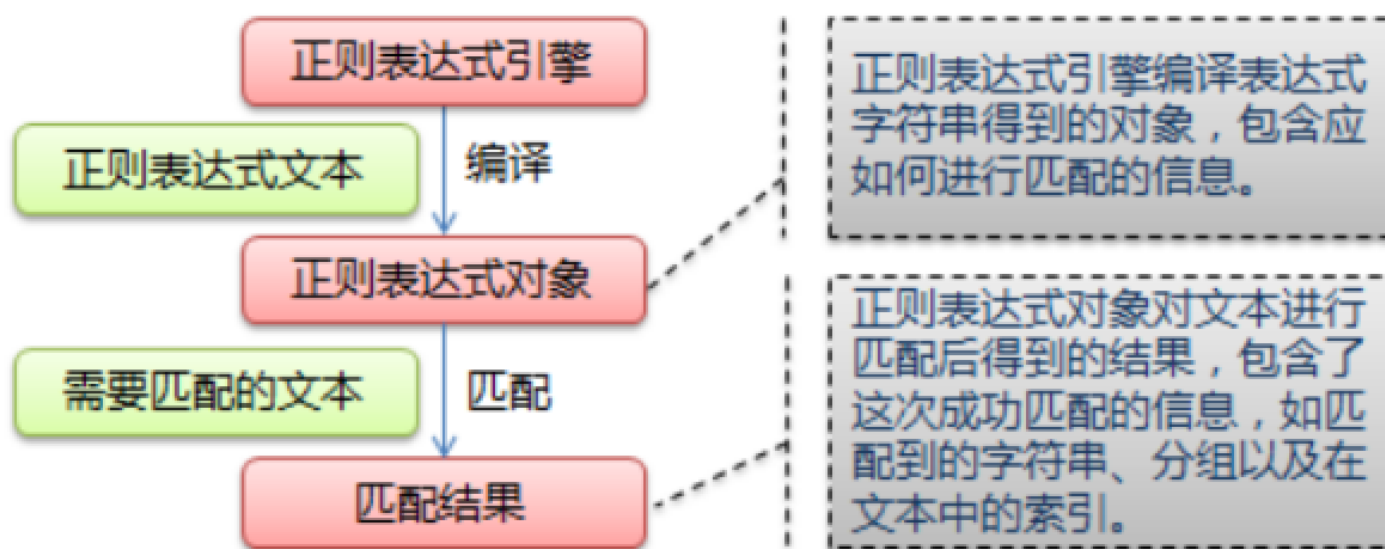 正则表达式引擎
正则表达式文本
编译
正则表达式对象
需要匹配的文本
匹配
匹配结果
正则表达式引擎编译表达式
字符串得到的对象，包含应
如何进行匹配的信息。
正则表达式对象对文本进行
匹配后得到的结果，包含了
这次成功匹配的信息，如匹
配到的字符串、分组以及在
文本中的索引。